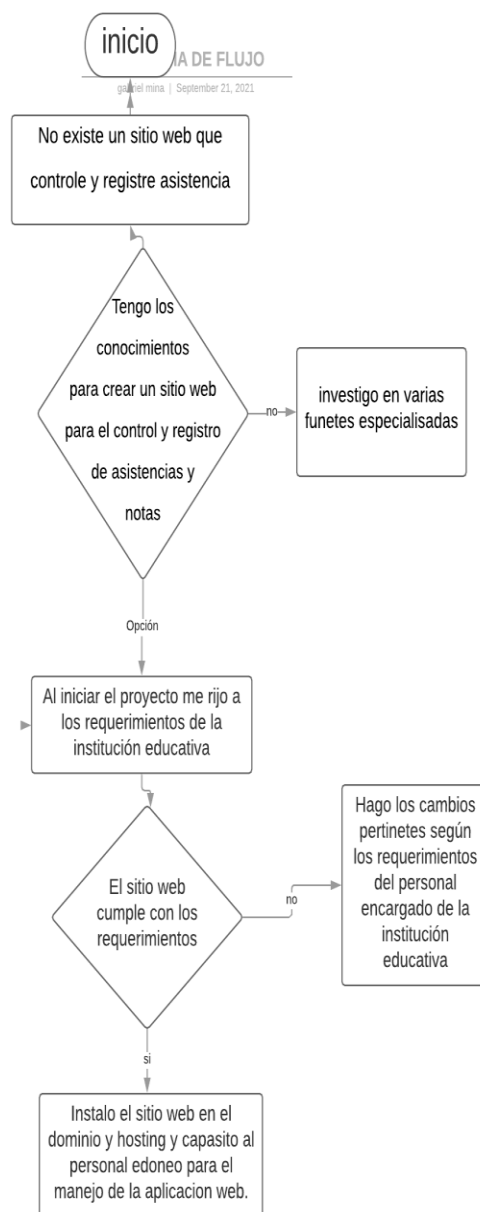 inicio
IA DE FLUJO
gabriel mina | September 21, 2021
No existe un sitio web que
controle y registre asistencia
Tengo los
conocimientos
para crear un sitio web
para el control y registro
de asistencias y
notas
no
investigo en varias
funetes especialisadas
Opción
Al iniciar el proyecto me rijo a
los requerimientos de la
institución educativa
El sitio web
cumple con los
requerimientos
no
Hago los cambios
pertinetes según
los requerimientos
del personal
encargado de la
institución
educativa
si
Instalo el sitio web en el
dominio y hosting y capasito al
personal edoneo para el
manejo de la aplicacion web.